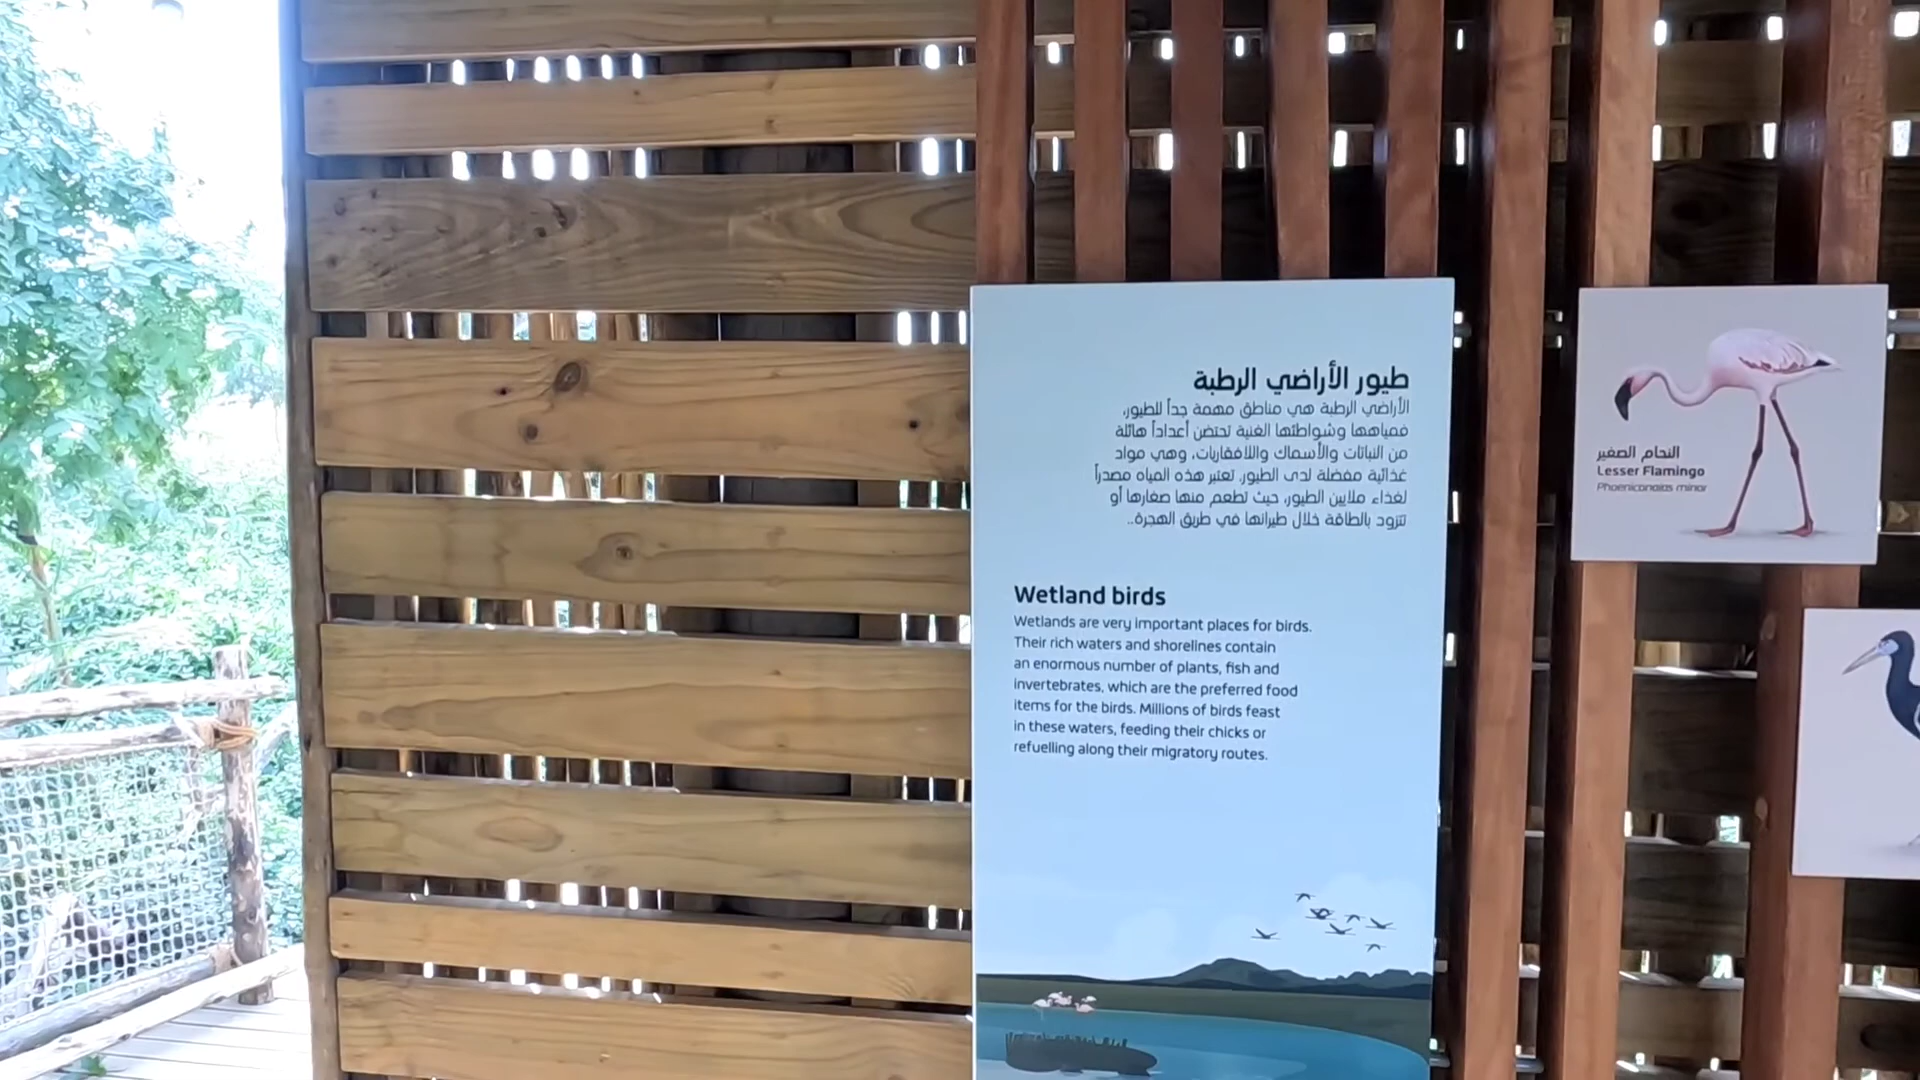 طيور الأراضي الرطبة
الأراضي الرطبة هي مناطق مهمة جداً للطيور،
فمياهها وشواطئها الغنية تحتضن أعداداً هائلة
من النباتات والأسماك واللافقاريات، وهي مواد
غذائية مفضلة لدى الطيور. تعتبر هذه المياه مصدراً
لغذاء ملايين الطيور، حيث تطعم منها صغارها أو
تتزود بالطاقة خلال طيرانها في طريق الهجرة..
Wetland birds
Wetlands are very important places for birds.
Their rich waters and shorelines contain
an enormous number of plants, fish and
invertebrates, which are the preferred food
items for the birds. Millions of birds feast
in these waters, feeding their chicks or
refuelling along their migratory routes.
النحام الصغير
Lesser Flamingo
Phoeniconaias minor